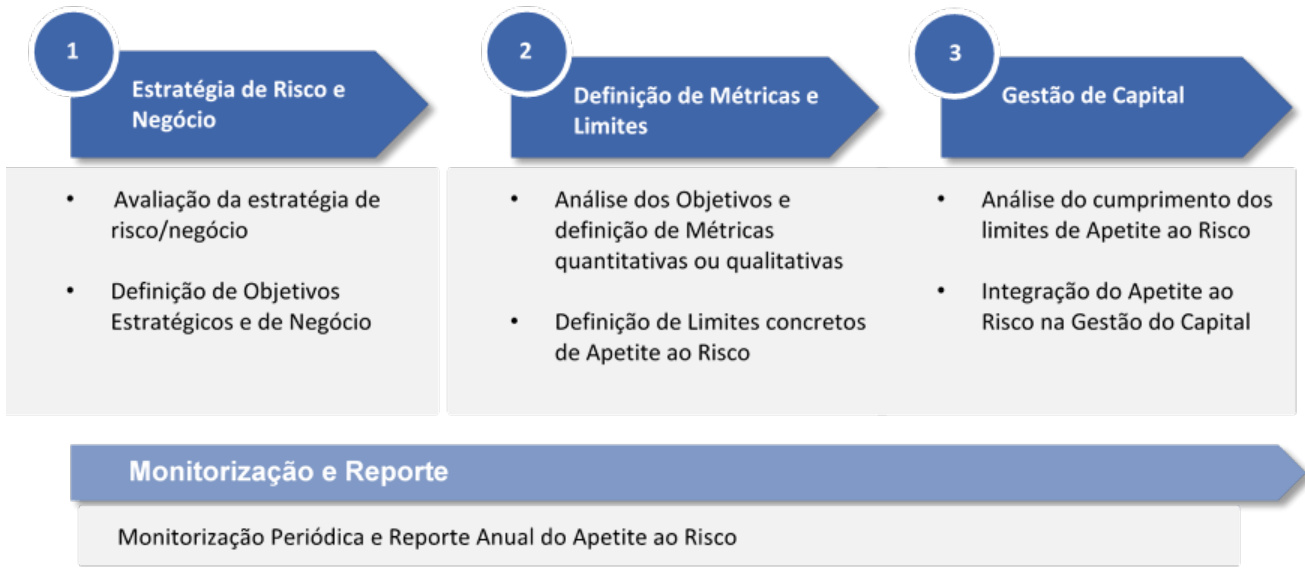 1
Estratégia de Risco e
Negócio
• Avaliação da estratégia de
risco/negócio
• Definição de Objetivos
Estratégicos e de Negócio
2
Definição de Métricas e
Limites
• Análise dos Objetivos e
definição de Métricas
quantitativas ou qualitativas
• Definição de Limites concretos
de Apetite ao Risco
3
Gestão de Capital
• Análise do cumprimento dos
limites de Apetite ao Risco
• Integração do Apetite ao
Risco na Gestão do Capital
Monitorização e Reporte
Monitorização Periódica e Reporte Anual do Apetite ao Risco